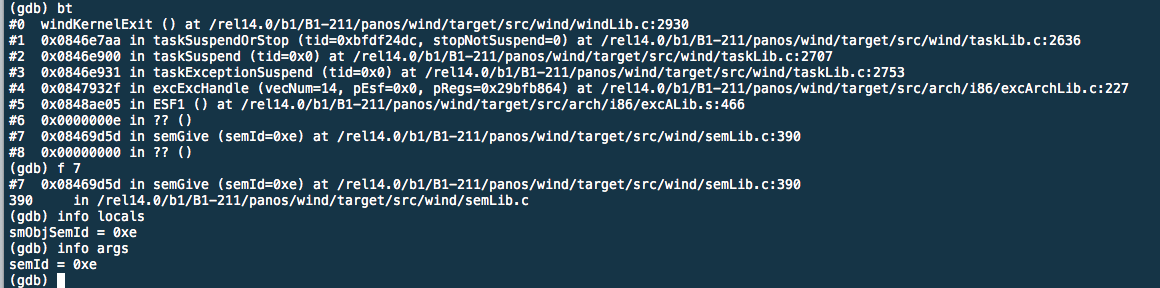 (gdb) bt
#0  windKernelExit () at /rel14.0/b1/B1-211/panos/wind/target/src/wind/windLib.c:2930
#1  0x0846e7aa in taskSuspendOrStop (tid=0xbfdf24dc, stopNotSuspend=0) at /rel14.0/b1/B1-211/panos/wind/target/src/wind/taskLib.c:2636
#2  0x0846e900 in taskSuspend (tid=0x0) at /rel14.0/b1/B1-211/panos/wind/target/src/wind/taskLib.c:2707
#3  0x0846e931 in taskExceptionSuspend (tid=0x0) at /rel14.0/b1/B1-211/panos/wind/target/src/wind/taskLib.c:2753
#4  0x0847932f in excExcHandle (vecNum=14, pEsf=0x0, pRegs=0x29bfb864) at /rel14.0/b1/B1-211/panos/wind/target/src/arch/i86/excArchLib.c:227
#5  0x0848ae05 in ESF1 () at /rel14.0/b1/B1-211/panos/wind/target/src/arch/i86/excALib.s:466
#6  0x0000000e in ?? ()
#7  0x08469d5d in semGive (semId=0xe) at /rel14.0/b1/B1-211/panos/wind/target/src/wind/semLib.c:390
#8  0x00000000 in ?? ()
(gdb) f 7
#7  0x08469d5d in semGive (semId=0xe) at /rel14.0/b1/B1-211/panos/wind/target/src/wind/semLib.c:390
390     in /rel14.0/b1/B1-211/panos/wind/target/src/wind/semLib.c
(gdb) info locals
smObjSemId = 0xe
(gdb) info args
semId = 0xe
(gdb)